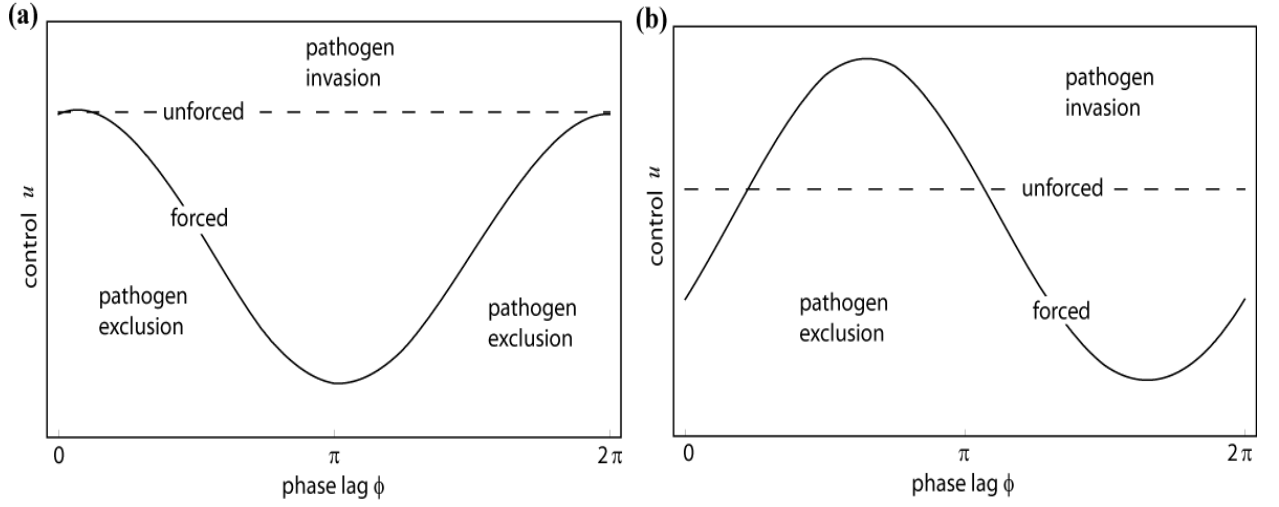 (a)
pathogen
invasion
unforced
forced
pathogen
exclusion
pathogen
exclusion
control u
0
π
2π
phase lag ϕ
(b)
pathogen
invasion
unforced
pathogen
exclusion
forced
control u
0
π
2π
phase lag ϕ